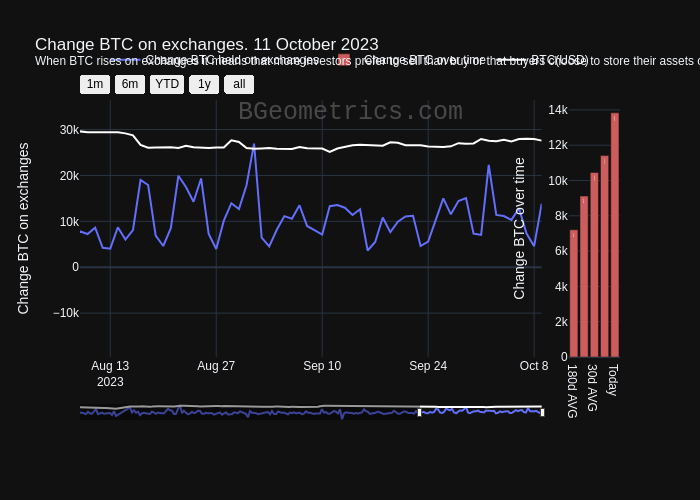 Change BTC on exchanges. 11 October 2023
When BTC rises on exchanges it means that more investors prefer to sell than buy or that buyers choose to store their assets o
Change BTC hold on exchanges
Change BTC over time
BTC(USD)
1m 6m YTD 1y all
BGeometrics.com
Change BTC on exchanges
30k
20k
10k
0
−10k
Aug 13 Aug 27 Sep 10 Sep 24 Oct 8
2023
Change BTC over time
14k
12k
10k
8k
6k
4k
2k
0
180d AVG
30d AVG
Today